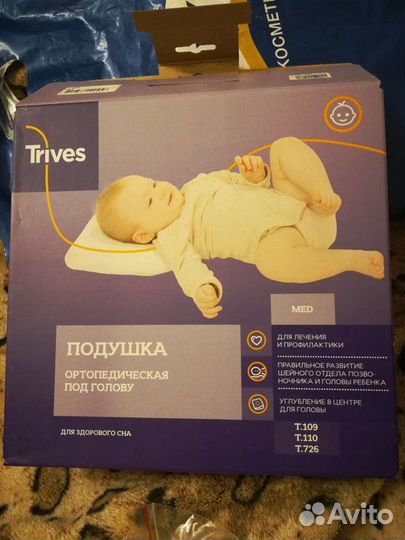 КОСМЕТИ
Trives
MED
ПОДУШКА
ОРТОПЕДИЧЕСКАЯ
ПОД ГОЛОВУ
ДЛЯ ЛЕЧЕНИЯ
И ПРОФИЛАКТИКИ
ПРАВИЛЬНОЕ РАЗВИТИЕ
ШЕЙНОГО ОТДЕЛА ПОЗВО-
НОЧНИКА И ГОЛОВЫ РЕБЕНКА
УГЛУБЛЕНИЕ В ЦЕНТРЕ
ДЛЯ ГОЛОВЫ
ДЛЯ ЗДОРОВОГО СНА
Т.109
Т.110
Т.726
Avito